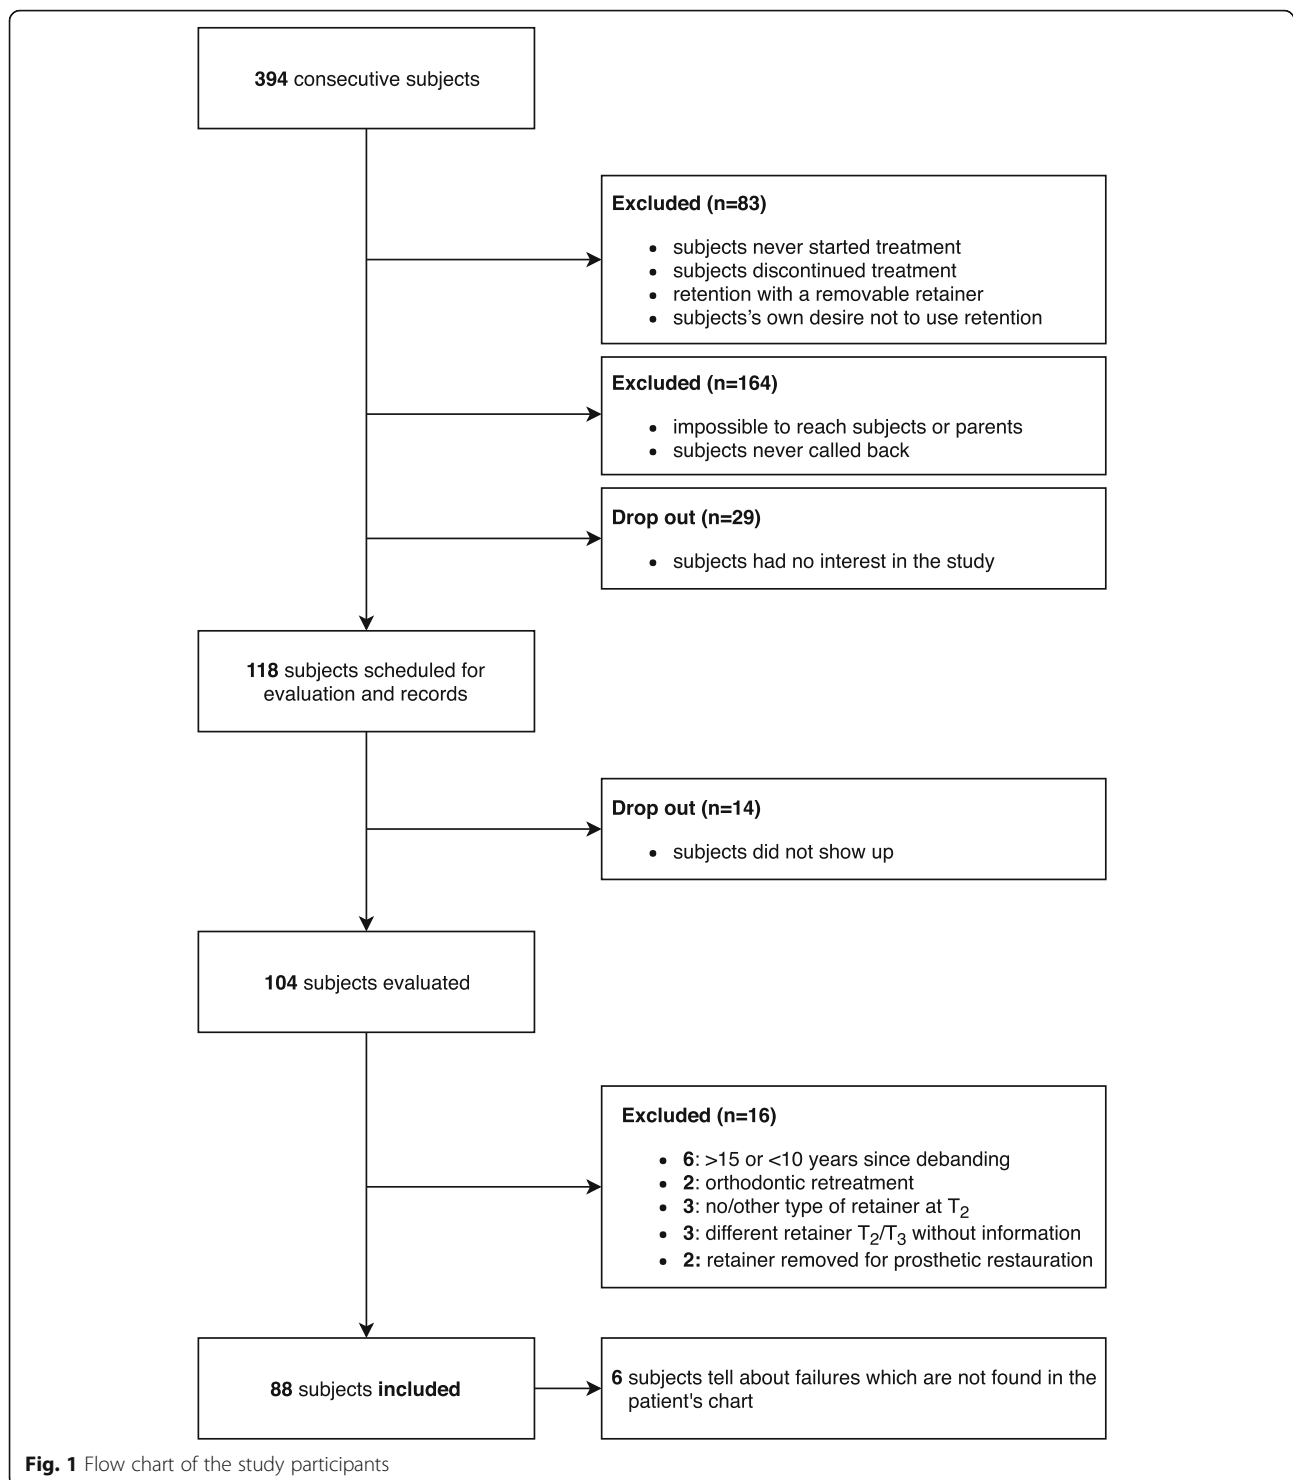 394 consecutive subjects
Excluded (n=83)
• subjects never started treatment
• subjects discontinued treatment
• retention with a removable retainer
• subjects's own desire not to use retention
Excluded (n=164)
• impossible to reach subjects or parents
• subjects never called back
Drop out (n=29)
• subjects had no interest in the study
118 subjects scheduled for
evaluation and records
Drop out (n=14)
• subjects did not show up
104 subjects evaluated
Excluded (n=16)
• 6: >15 or <10 years since debanding
• 2: orthodontic retreatment
• 3: no/other type of retainer at T2
• 3: different retainer T2/T3 without information
• 2: retainer removed for prosthetic restauration
88 subjects included
6 subjects tell about failures which are not found in the
patient's chart
Fig. 1 Flow chart of the study participants